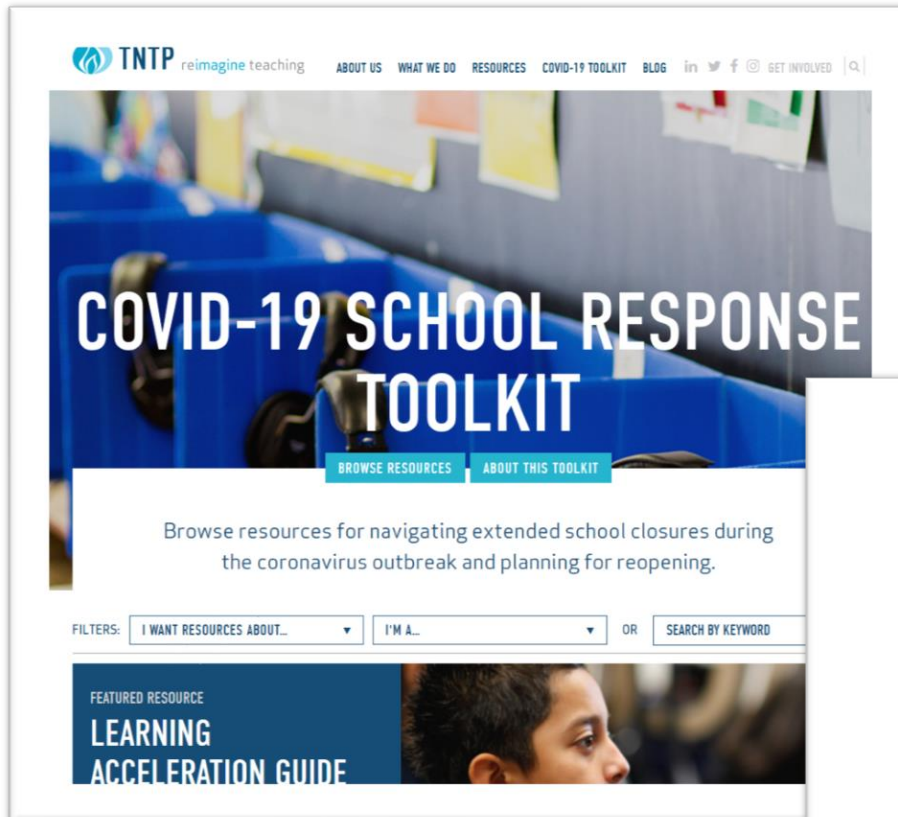 TNTP reimagine teaching
ABOUT US WHAT WE DO RESOURCES COVID-19 TOOLKIT BLOG in f GET INVOLVED
COVID-19 SCHOOL RESPONSE
TOOLKIT
BROWSE RESOURCES ABOUT THIS TOOLKIT
Browse resources for navigating extended school closures during
the coronavirus outbreak and planning for reopening.
FILTERS: I WANT RESOURCES ABOUT... I'M A... OR SEARCH BY KEYWORD
FEATURED RESOURCE
LEARNING
ACCELERATION GUIDE